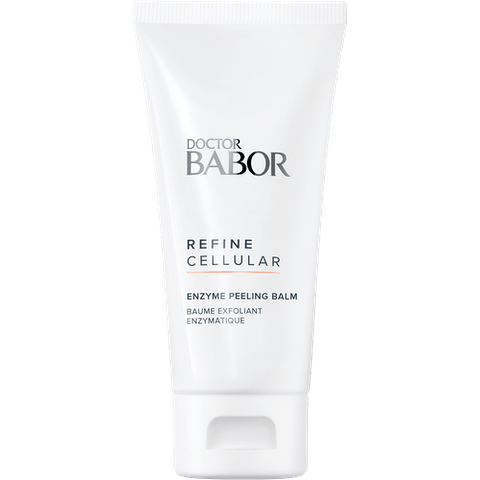 DOCTOR
BABOR
REFINE
CELLULAR
ENZYME PEELING BALM
BAUME EXFOLIANT
ENZYMATIQUE